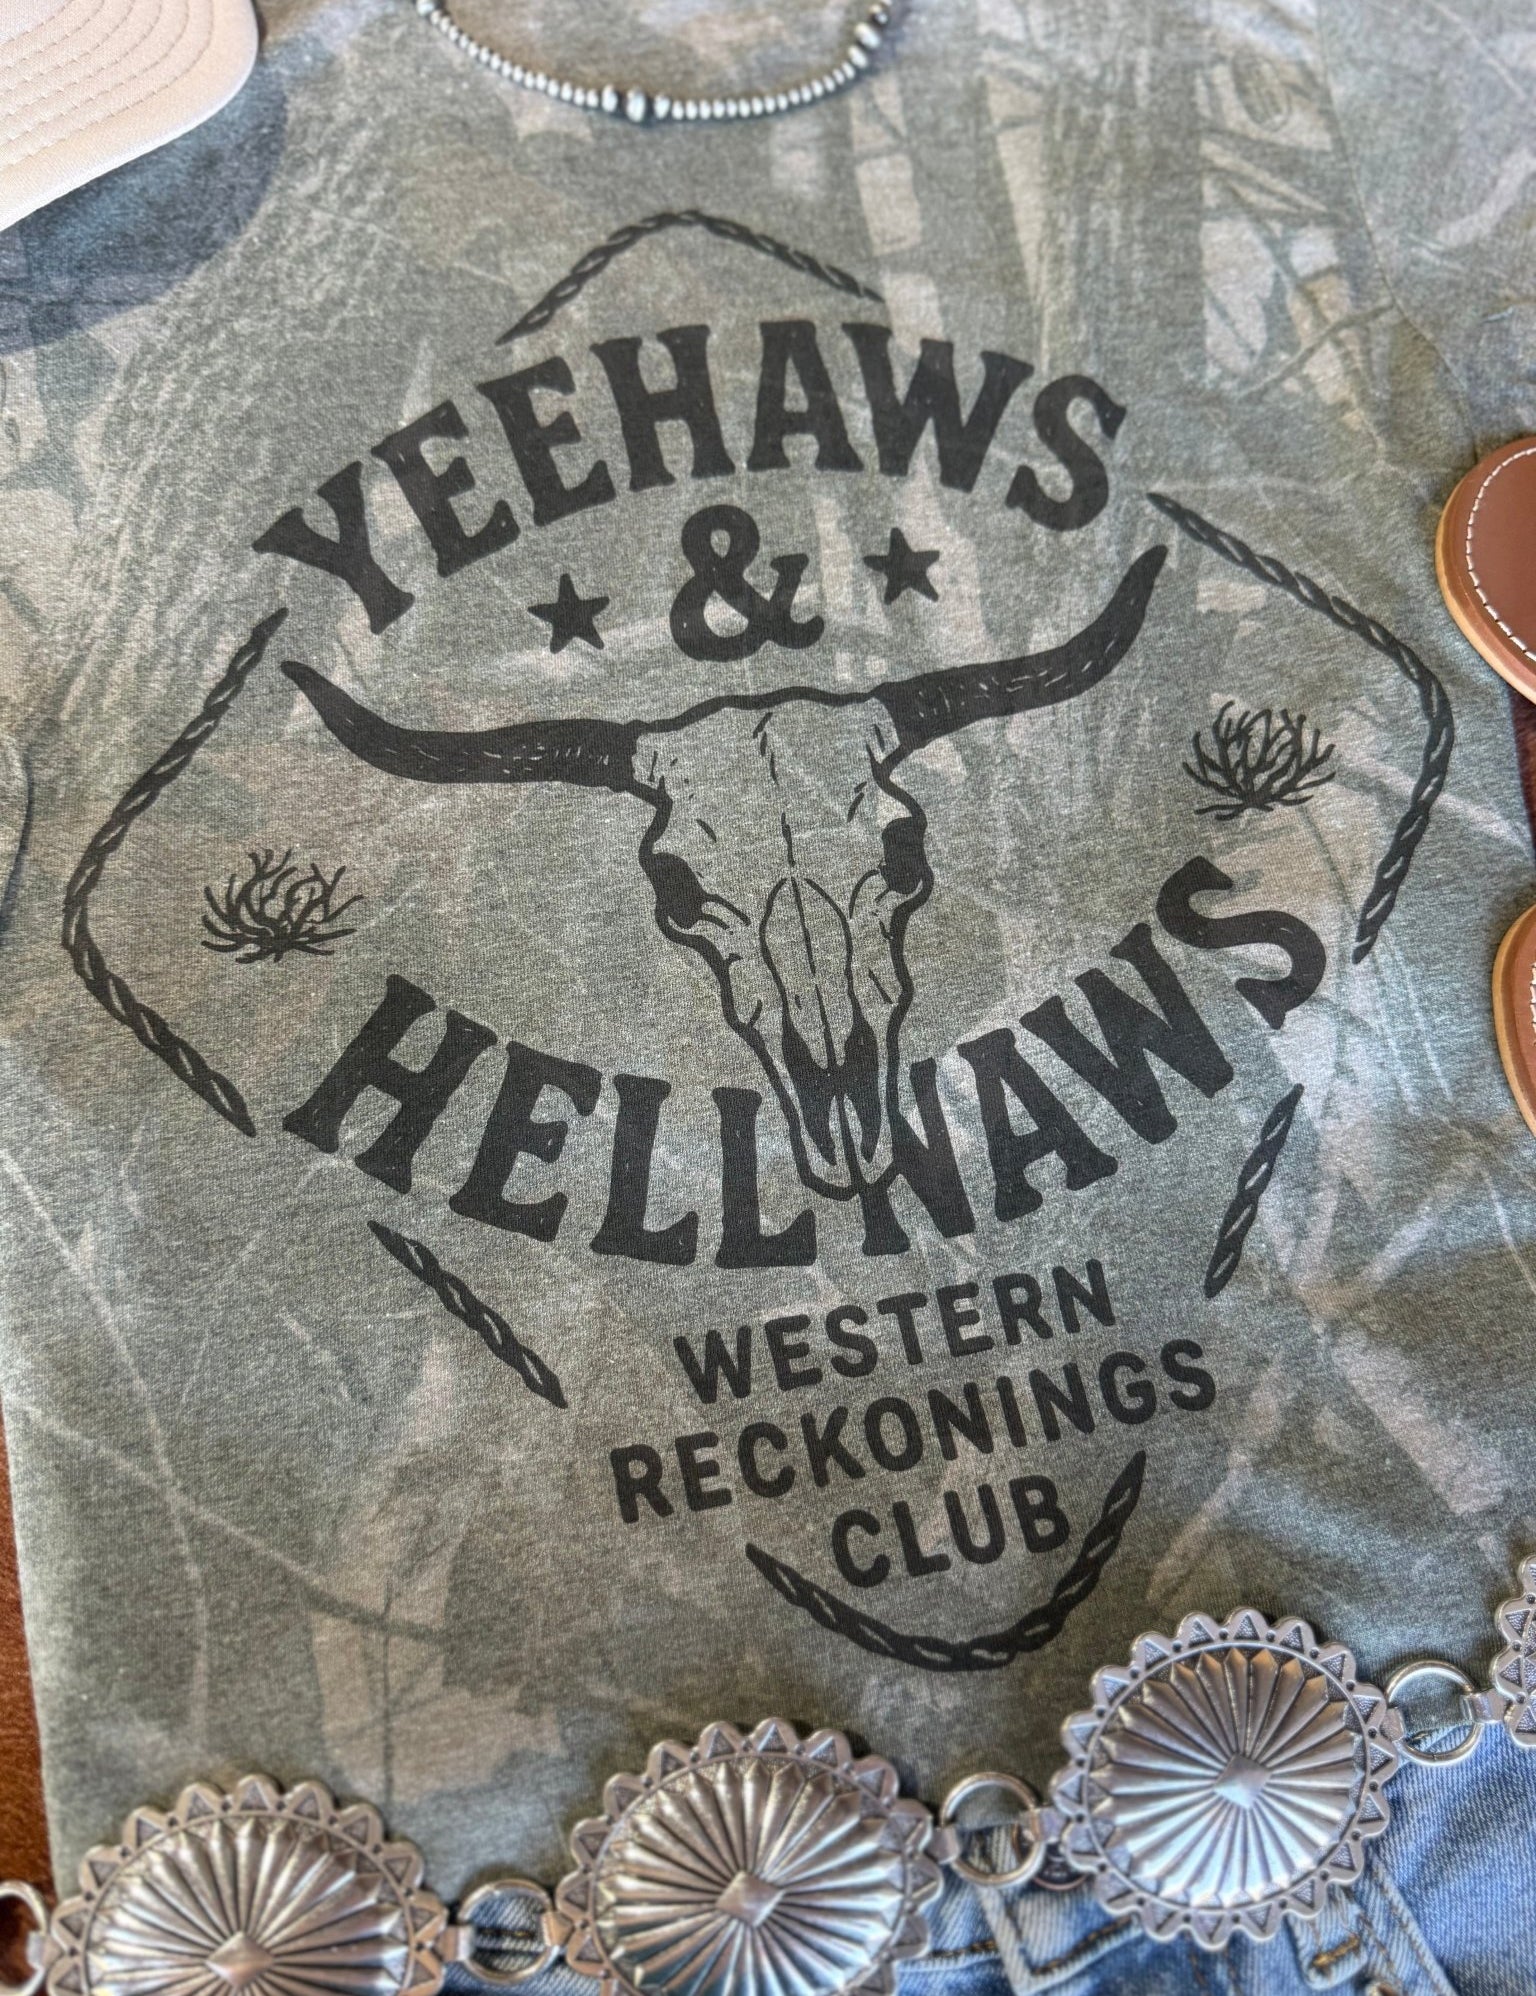 YEEHAWS
&
HELLNAWS
WESTERN
RECKONINGS
CLUB